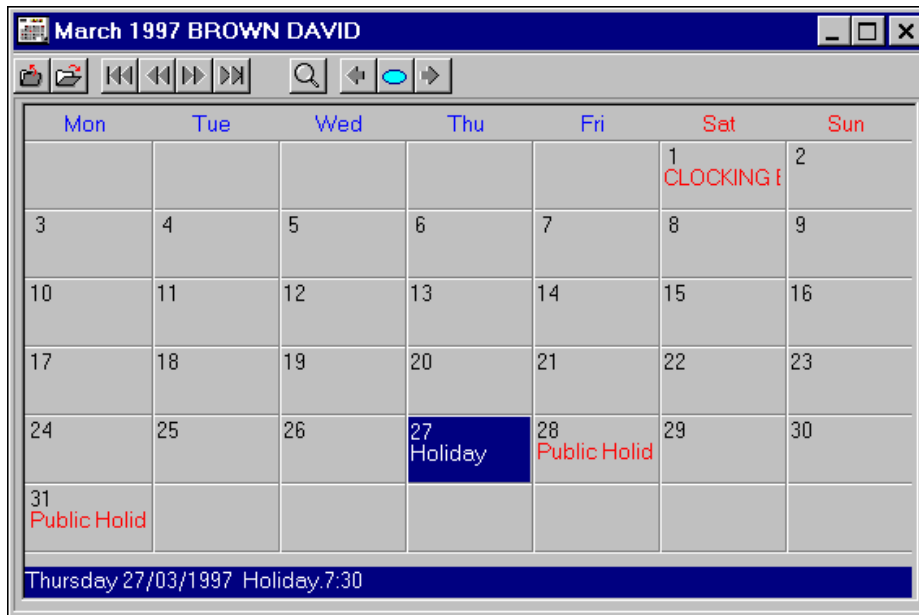 March 1997 BROWN DAVID
Mon Tue Wed Thu Fri Sat Sun
1 2
CLOCKING E
3 4 5 6 7 8 9
10 11 12 13 14 15 16
17 18 19 20 21 22 23
24 25 26 27 28 29 30
Holiday Public Holid
31
Public Holid
Thursday 27/03/1997 Holiday.7:30